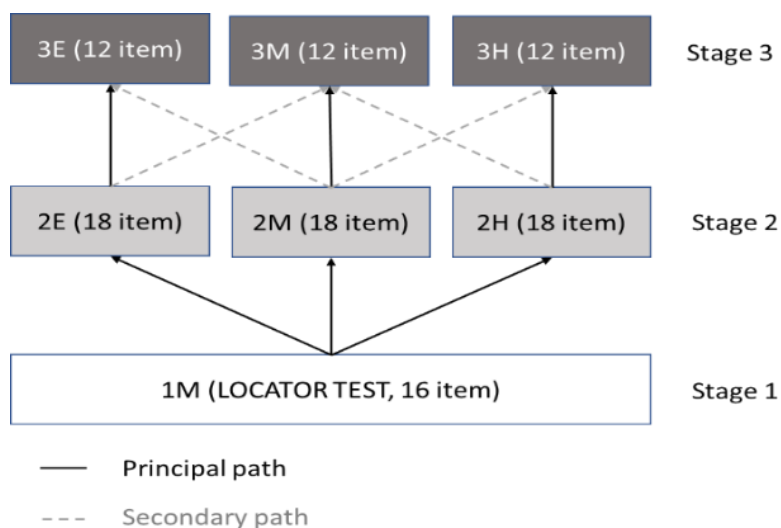 3E (12 item) 3M (12 item) 3H (12 item) Stage 3
2E (18 item) 2M (18 item) 2H (18 item) Stage 2
1M (LOCATOR TEST, 16 item) Stage 1
Principal path
Secondary path